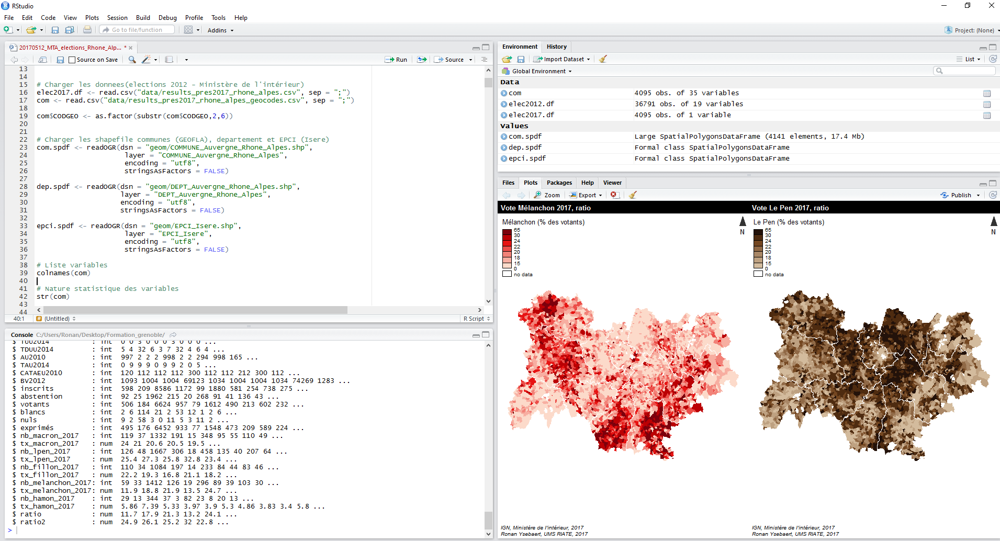 RStudio
File Edit Code View Plots Session Build Debug Profile Tools Help
Go to file/function Addins Project: (None)
20170512_MTA_elections_Rhone_Alp... *
Source on Save Run Source
13
14
15 # Charger les donnees(elections 2012 - Ministère de l'intérieur)
16 elec2017.df <- read.csv("data/results_pres2017_rhone_alpes.csv", sep = ";")
17 com <- read.csv("data/results_pres2017_rhone_alpes_geocodes.csv", sep = ";")
18
19 com$CODGEO <- as.factor(substr(com$CODGEO,2,6))
20
21
22 # Charger les shapefile communes (GEOFLA), departement et EPCI (Isere)
23 com.spdf <- readOGR(dsn = "geom/COMMUNE_Auvergne_Rhone_Alpes.shp",
24 layer = "COMMUNE_Auvergne_Rhone_Alpes",
25 encoding = "utf8",
26 stringsAsFactors = FALSE)
27
28 dep.spdf <- readOGR(dsn = "geom/DEPT_Auvergne_Rhone_Alpes.shp",
29 layer = "DEPT_Auvergne_Rhone_Alpes",
30 encoding = "utf8",
31 stringsAsFactors = FALSE)
32
33 epci.spdf <- readOGR(dsn = "geom/EPCI_Isere.shp",
34 layer = "EPCI_Isere",
35 encoding = "utf8",
36 stringsAsFactors = FALSE)
37
38 # Liste variables
39 colnames(com)
40
41 # Nature statistique des variables
42 str(com)
43
44
40:1 (Untitled) R Script
Console C:/Users/Ronan/Desktop/Formation_grenoble/
$ TUU2014 : int 0 0 3 0 0 0 3 0 0 0 ...
$ TDUU2014 : int 5 4 32 6 3 7 32 4 6 4 ...
$ AU2010 : int 997 2 2 2 998 2 2 294 998 165 ...
$ TAU2014 : int 0 9 9 9 0 9 9 2 0 5 ...
$ CATAEU2010 : int 120 112 112 112 300 112 112 212 300 112 ...
$ BV2012 : int 1093 1004 1004 69123 1034 1004 1004 1034 74269 1283 ...
$ inscrits : int 598 209 8586 1172 99 1880 581 254 738 275 ...
$ abstention : int 92 25 1962 215 20 268 91 41 136 43 ...
$ votants : int 506 184 6624 957 79 1612 490 213 602 232 ...
$ blancs : int 2 6 114 21 2 53 12 1 2 6 ...
$ nuls : int 9 2 58 3 0 11 5 3 11 2 ...
$ exprimés : int 495 176 6452 933 77 1548 473 209 589 224 ...
$ nb_macron_2017 : int 119 37 1332 191 15 348 95 55 110 49 ...
$ tx_macron_2017 : num 24 21 20.6 20.5 19.5 ...
$ nb_lpen_2017 : int 126 48 1667 306 18 458 135 40 207 64 ...
$ tx_lpen_2017 : num 25.4 27.3 25.8 32.8 23.4 ...
$ nb_fillon_2017 : int 110 34 1084 197 14 233 84 44 83 46 ...
$ tx_fillon_2017 : num 22.2 19.3 16.8 21.1 18.2 ...
$ nb_melanchon_2017: int 59 33 1412 126 19 296 89 39 103 30 ...
$ tx_melanchon_2017: num 11.9 18.8 21.9 13.5 24.7 ...
$ nb_hamon_2017 : int 29 13 344 37 3 82 23 8 20 13 ...
$ tx_hamon_2017 : num 5.86 7.39 5.33 3.97 3.9 5.3 4.86 3.83 3.4 5.8 ...
$ ratio : num 11.7 17.9 21.3 13.2 24.1 ...
$ ratio2 : num 24.9 26.1 25.2 32 22.8 ...
>
Environment History
Import Dataset List
Global Environment
Data
com 4095 obs. of 35 variables
elec2012.df 36791 obs. of 19 variables
elec2017.df 4095 obs. of 1 variable
Values
com.spdf Large SpatialPolygonsDataFrame (4141 elements, 17.4 Mb)
dep.spdf Formal class SpatialPolygonsDataFrame
epci.spdf Formal class SpatialPolygonsDataFrame
Files Plots Packages Help Viewer
Zoom Export Publish
Vote Mélanchon 2017, ratio
Mélanchon (% des votants)
65
30
24
22
20
18
15
0
no data
N
IGN, Ministère de l'intérieur, 2017
Ronan Ysebaert, UMS RIATE, 2017
Vote Le Pen 2017, ratio
Le Pen (% des votants)
65
30
24
22
20
18
15
0
no data
N
IGN, Ministère de l'intérieur, 2017
Ronan Ysebaert, UMS RIATE, 2017